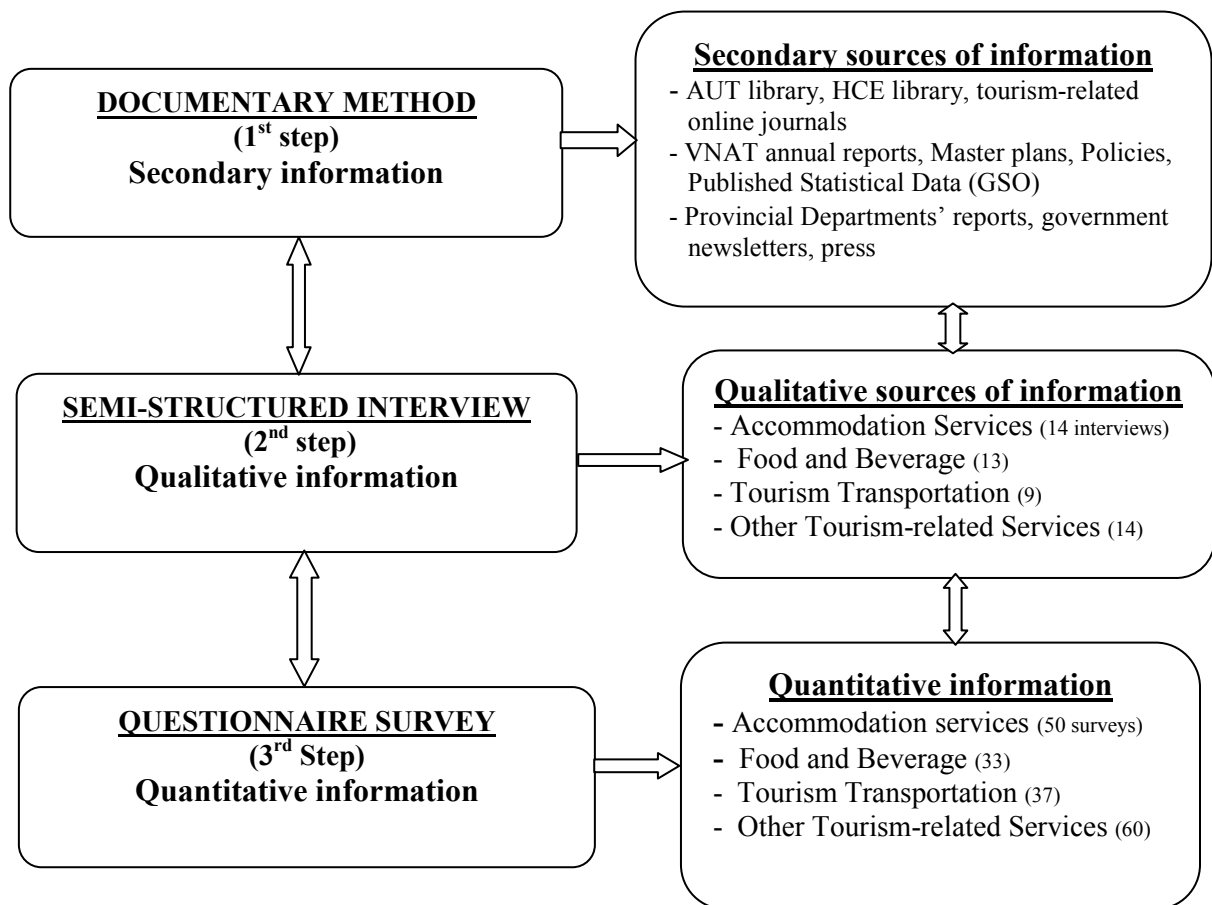 DOCUMENTARY METHOD
(1st step)
Secondary information
Secondary sources of information
- AUT library, HCE library, tourism-related
online journals
- VNAT annual reports, Master plans, Policies,
Published Statistical Data (GSO)
- Provincial Departments’ reports, government
newsletters, press
SEMI-STRUCTURED INTERVIEW
(2nd step)
Qualitative information
Qualitative sources of information
- Accommodation Services (14 interviews)
- Food and Beverage (13)
- Tourism Transportation (9)
- Other Tourism-related Services (14)
QUESTIONNAIRE SURVEY
(3rd Step)
Quantitative information
Quantitative information
- Accommodation services (50 surveys)
- Food and Beverage (33)
- Tourism Transportation (37)
- Other Tourism-related Services (60)